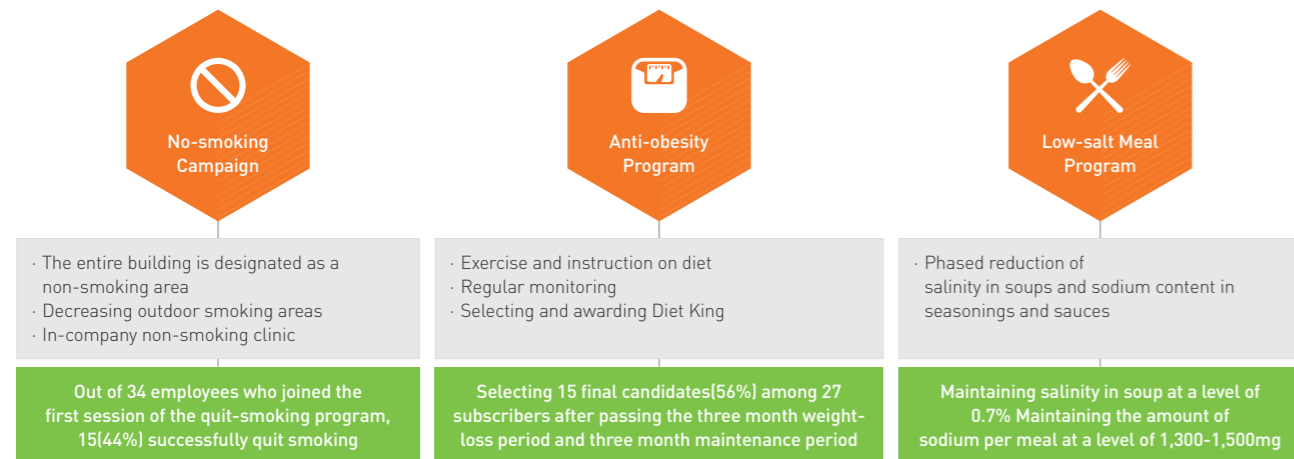 No-smoking
Campaign
· The entire building is designated as a
non-smoking area
· Decreasing outdoor smoking areas
· In-company non-smoking clinic
Out of 34 employees who joined the
first session of the quit-smoking program,
15(44%) successfully quit smoking
Anti-obesity
Program
· Exercise and instruction on diet
· Regular monitoring
· Selecting and awarding Diet King
Selecting 15 final candidates(56%) among 27
subscribers after passing the three month weight-
loss period and three month maintenance period
Low-salt Meal
Program
· Phased reduction of
salinity in soups and sodium content in
seasonings and sauces
Maintaining salinity in soup at a level of
0.7% Maintaining the amount of
sodium per meal at a level of 1,300-1,500mg